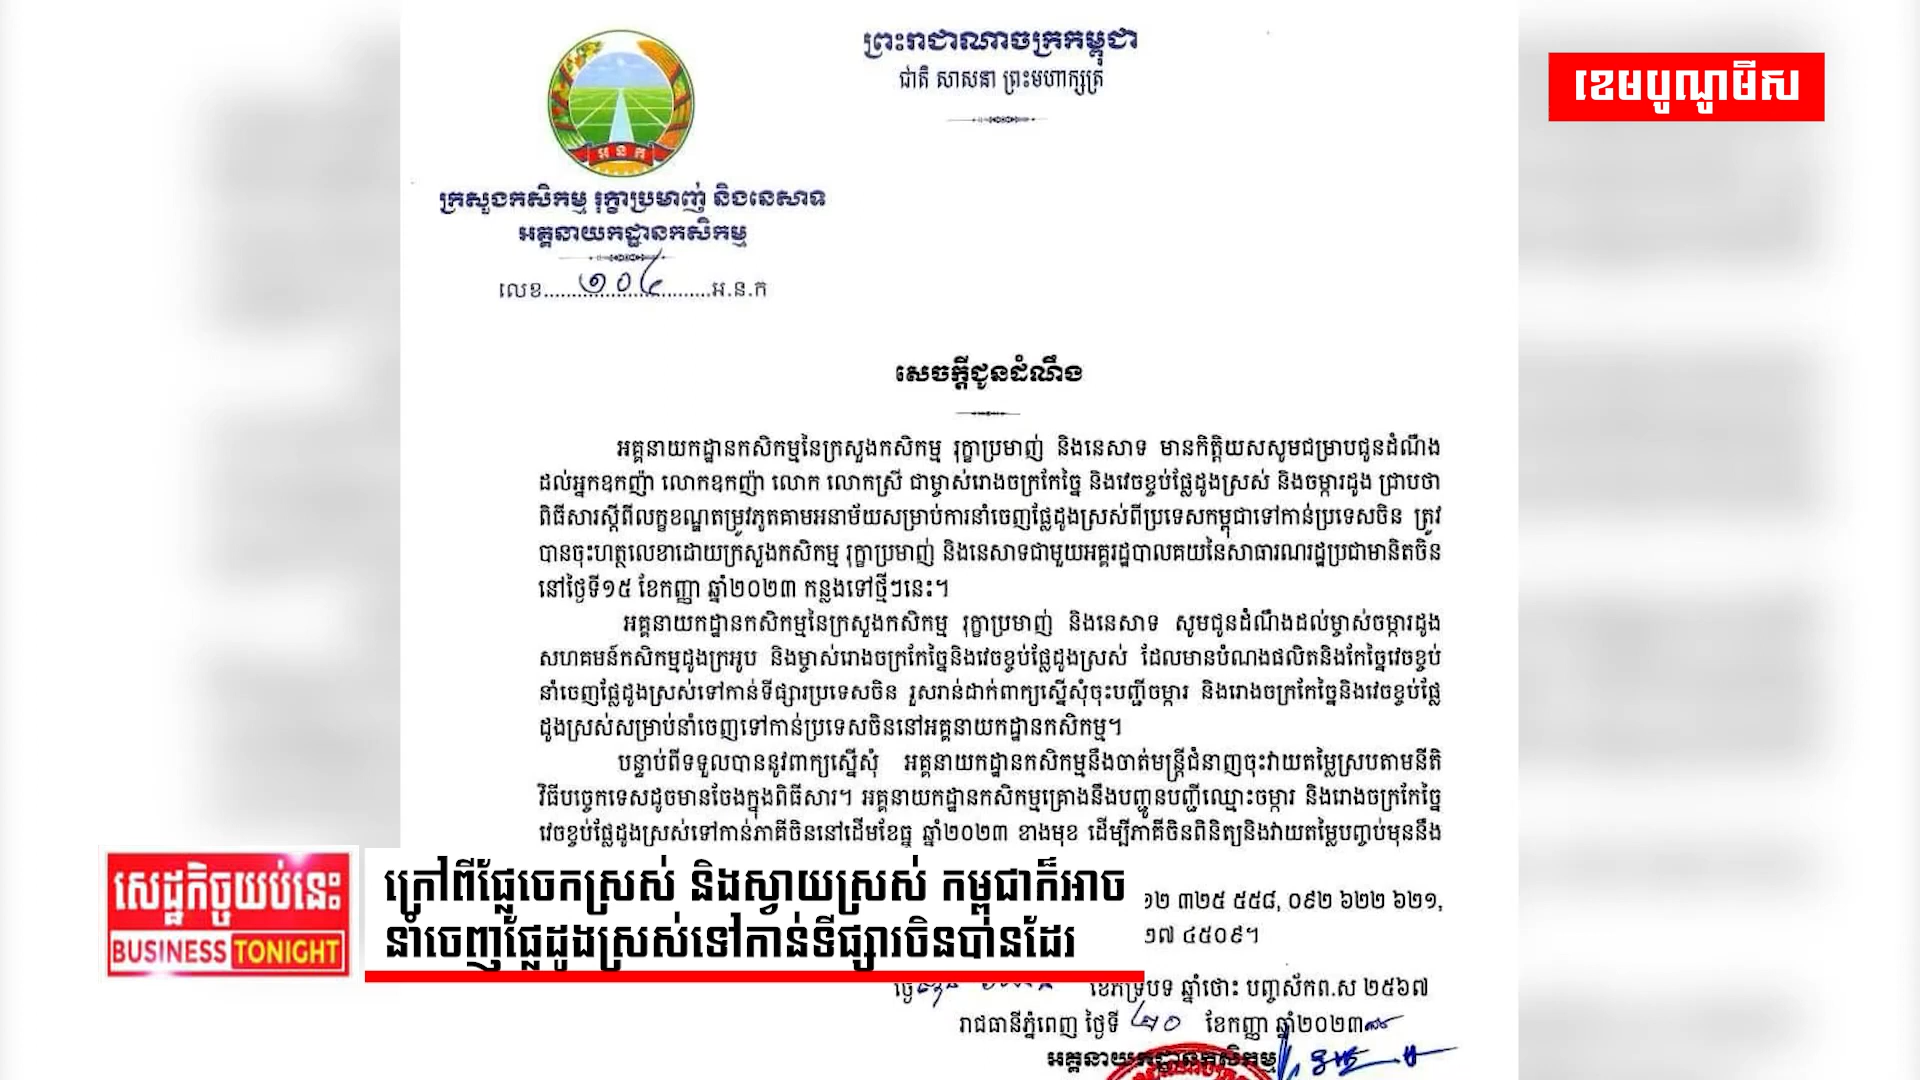 ព្រះរាជាណាចក្រកម្ពុជា
ជាតិ សាសនា ព្រះមហាក្សត្រ
ខេមបូណូមីស
អ ន ក
ក្រសួងកសិកម្ម រុក្ខាប្រមាញ់ និងនេសាទ
អគ្គនាយកដ្ឋានកសិកម្ម
លេខ..............................អ.ន.ក
សេចក្តីជូនដំណឹង
អគ្គនាយកដ្ឋានកសិកម្មនៃក្រសួងកសិកម្ម រុក្ខាប្រមាញ់ និងនេសាទ មានកិត្តិយសសូមជម្រាបជូនដំណឹង
ដល់អ្នកឧកញ៉ា លោកឧកញ៉ា លោក លោកស្រី ជាម្ចាស់រោងចក្រកែច្នៃ និងវេចខ្ចប់ផ្លែដូងស្រស់ និងចម្ការដូង ជ្រាបថា
ពិធីសារស្តីពីលក្ខខណ្ឌតម្រូវភូតគាមអនាម័យសម្រាប់ការនាំចេញផ្លែដូងស្រស់ពីប្រទេសកម្ពុជាទៅកាន់ប្រទេសចិន ត្រូវ
បានចុះហត្ថលេខាដោយក្រសួងកសិកម្ម រុក្ខាប្រមាញ់ និងនេសាទជាមួយអគ្គរដ្ឋបាលគយនៃសាធារណរដ្ឋប្រជាមានិតចិន
នៅថ្ងៃទី១៥ ខែកញ្ញា ឆ្នាំ២០២៣ កន្លងទៅថ្មីៗនេះ។
អគ្គនាយកដ្ឋានកសិកម្មនៃក្រសួងកសិកម្ម រុក្ខាប្រមាញ់ និងនេសាទ សូមជូនដំណឹងដល់ម្ចាស់ចម្ការដូង
សហគមន៍កសិកម្មដូងក្រអូប និងម្ចាស់រោងចក្រកែច្នៃនិងវេចខ្ចប់ផ្លែដូងស្រស់ ដែលមានបំណងផលិតនិងកែច្នៃវេចខ្ចប់
នាំចេញផ្លែដូងស្រស់ទៅកាន់ទីផ្សារប្រទេសចិន រួសរាន់ដាក់ពាក្យស្នើសុំចុះបញ្ជីចម្ការ និងរោងចក្រកែច្នៃនិងវេចខ្ចប់ផ្លែ
ដូងស្រស់សម្រាប់នាំចេញទៅកាន់ប្រទេសចិននៅអគ្គនាយកដ្ឋានកសិកម្ម។
បន្ទាប់ពីទទួលបាននូវពាក្យស្នើសុំ អគ្គនាយកដ្ឋានកសិកម្មនឹងចាត់មន្ត្រីជំនាញចុះវាយតម្លៃស្របតាមនីតិ
វិធីបច្ចេកទេសដូចមានចែងក្នុងពិធីសារ។ អគ្គនាយកដ្ឋានកសិកម្មគ្រោងនឹងបញ្ជូនបញ្ជីឈ្មោះចម្ការ និងរោងចក្រកែច្នៃ
វេចខ្ចប់ផ្លែដូងស្រស់ទៅកាន់ភាគីចិននៅដើមខែធ្នូ ឆ្នាំ២០២៣ ខាងមុខ ដើម្បីភាគីចិនពិនិត្យនិងវាយតម្លៃបញ្ចប់មុននឹង
១២ ៣២៥ ៥៥៨, ០៩២ ៦២២ ៦២១,
១៧ ៤៥០៩។
សេដ្ឋកិច្ចយប់នេះ
BUSINESS TONIGHT
ក្រៅពីផ្លែចេកស្រស់ និងស្វាយស្រស់ កម្ពុជាក៏អាច
នាំចេញផ្លែដូងស្រស់ទៅកាន់ទីផ្សារចិនបានដែរ
ថ្ងៃ ខែភទ្របទ ឆ្នាំថោះ បញ្ចស័កព.ស ២៥៦៧
រាជធានីភ្នំពេញ ថ្ងៃទី ២០ ខែកញ្ញា ឆ្នាំ២០២៣
អគ្គនាយកដ្ឋានកសិកម្ម